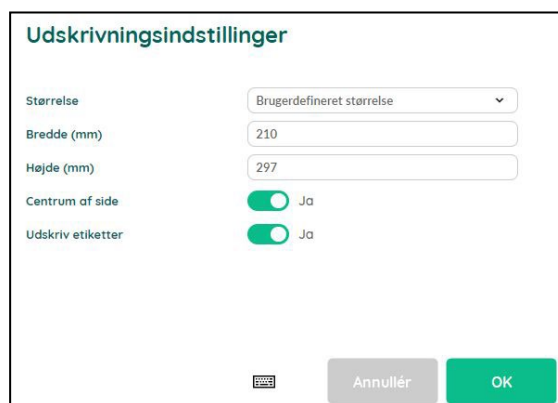 Udskrivningsindstillinger
Størrelse Brugerdefineret størrelse
Bredde (mm) 210
Højde (mm) 297
Centrum af side Ja
Udskriv etiketter Ja
Annullér OK